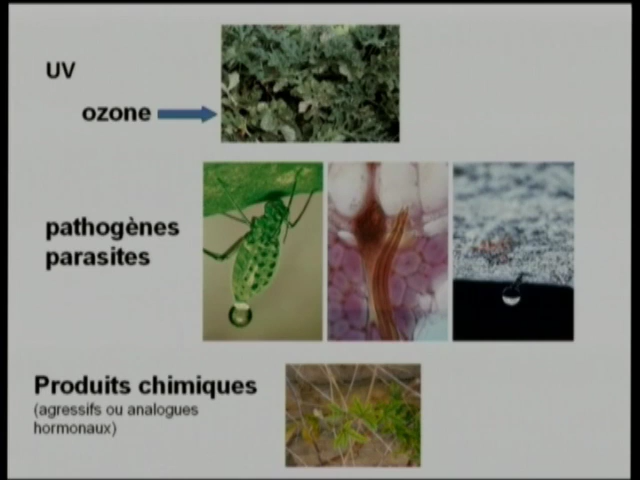 UV
ozone
pathogènes
parasites
Produits chimiques
(agressifs ou analogues
hormonaux)